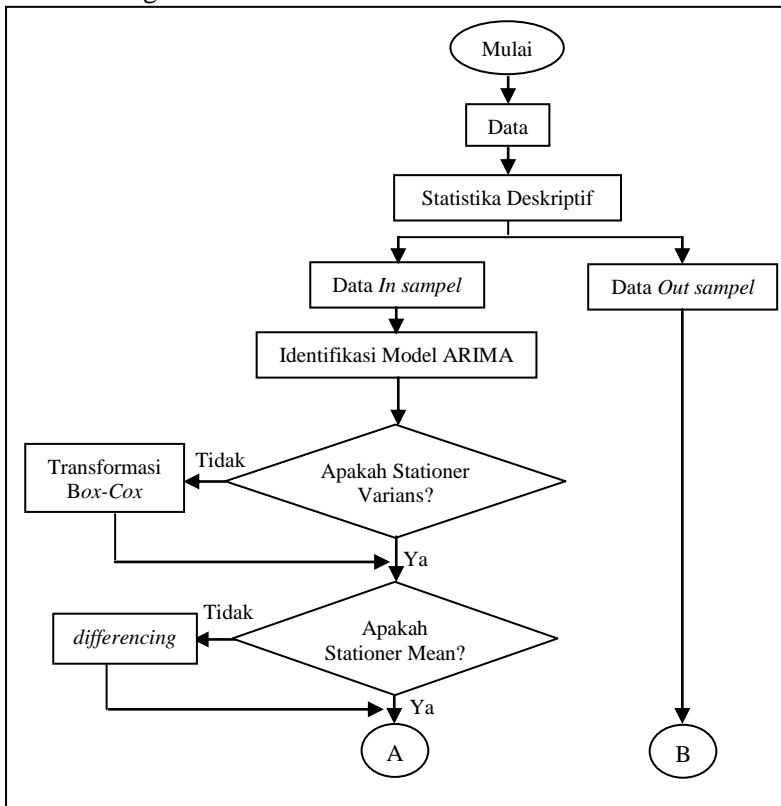 Mulai
Data
Statistika Deskriptif
Data In sampel
Data Out sampel
Identifikasi Model ARIMA
Apakah Stationer
Varians?
Tidak
Transformasi
Box-Cox
Ya
Apakah
Stationer Mean?
Tidak
differencing
Ya
A
B